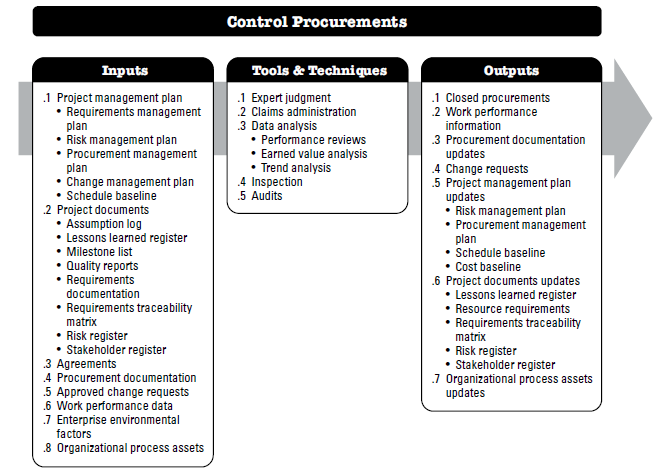 Control Procurements
Inputs
.1 Project management plan
• Requirements management
plan
• Risk management plan
• Procurement management
plan
• Change management plan
• Schedule baseline
.2 Project documents
• Assumption log
• Lessons learned register
• Milestone list
• Quality reports
• Requirements
documentation
• Requirements traceability
matrix
• Risk register
• Stakeholder register
.3 Agreements
.4 Procurement documentation
.5 Approved change requests
.6 Work performance data
.7 Enterprise environmental
factors
.8 Organizational process assets
Tools & Techniques
.1 Expert judgment
.2 Claims administration
.3 Data analysis
• Performance reviews
• Earned value analysis
• Trend analysis
.4 Inspection
.5 Audits
Outputs
.1 Closed procurements
.2 Work performance
information
.3 Procurement documentation
updates
.4 Change requests
.5 Project management plan
updates
• Risk management plan
• Procurement management
plan
• Schedule baseline
• Cost baseline
.6 Project documents updates
• Lessons learned register
• Resource requirements
• Requirements traceability
matrix
• Risk register
• Stakeholder register
.7 Organizational process assets
updates